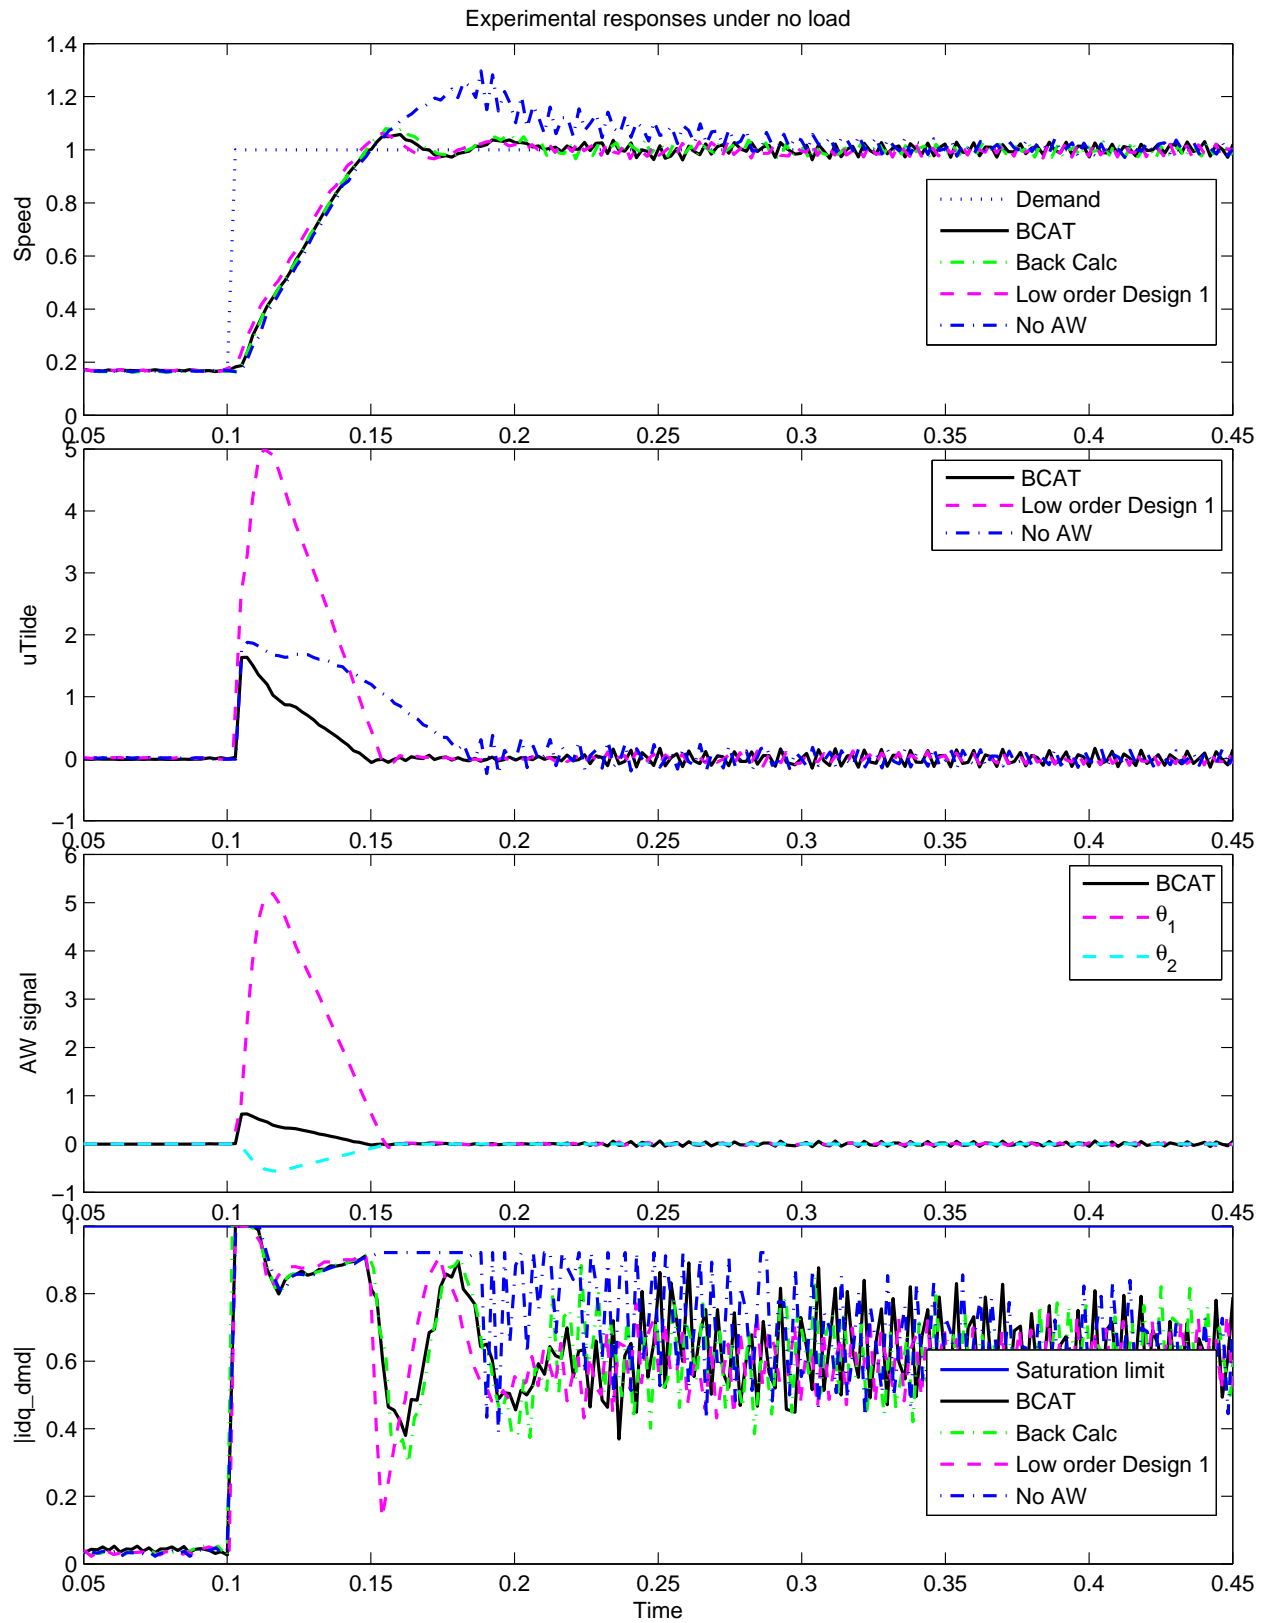 Experimental responses under no load
1.4
1.2
1
0.8
0.6
0.4
0.2
0
Speed
Demand
BCAT
Back Calc
Low order Design 1
No AW
0.05 0.1 0.15 0.2 0.25 0.3 0.35 0.4 0.45
5
4
3
2
1
0
−1
uTilde
BCAT
Low order Design 1
No AW
0.05 0.1 0.15 0.2 0.25 0.3 0.35 0.4 0.45
6
5
4
3
2
1
0
−1
AW signal
BCAT
θ1
θ2
0.05 0.1 0.15 0.2 0.25 0.3 0.35 0.4 0.45
1
0.8
0.6
0.4
0.2
0
|idq_dmd|
Saturation limit
BCAT
Back Calc
Low order Design 1
No AW
0.05 0.1 0.15 0.2 0.25 0.3 0.35 0.4 0.45
Time